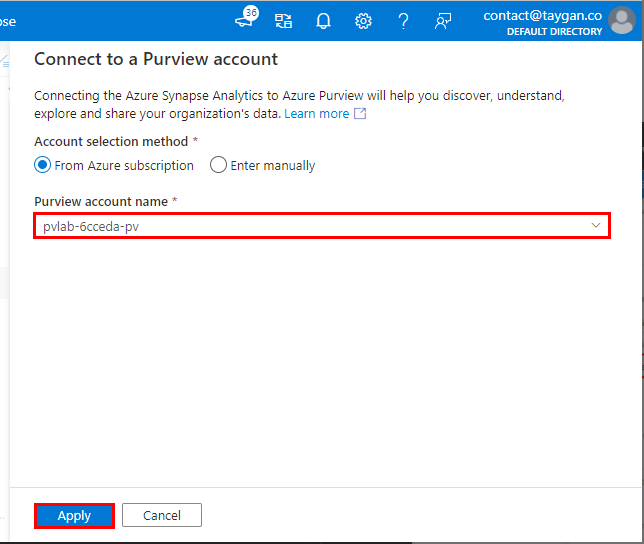 ose
36
contact@taygan.co
DEFAULT DIRECTORY
Connect to a Purview account
Connecting the Azure Synapse Analytics to Azure Purview will help you discover, understand,
explore and share your organization's data. Learn more
Account selection method *
From Azure subscription Enter manually
Purview account name *
pvlab-6cceda-pv
Apply Cancel